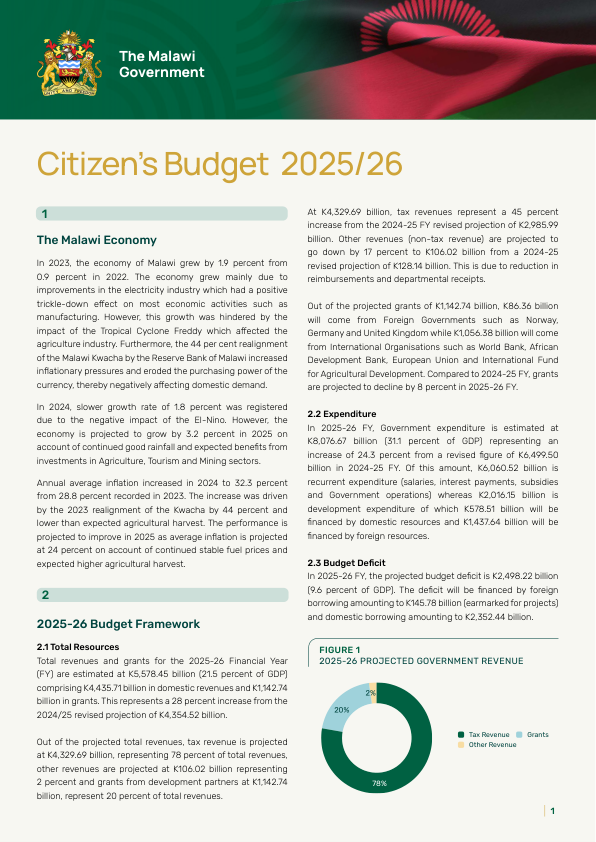 The Malawi
Government
Citizen's Budget 2025/26
1
The Malawi Economy
In 2023, the economy of Malawi grew by 1.9 percent from
0.9 percent in 2022. The economy grew mainly due to
improvements in the electricity industry which had a positive
trickle-down effect on most economic activities such as
manufacturing. However, this growth was hindered by the
impact of the Tropical Cyclone Freddy which affected the
agriculture industry. Furthermore, the 44 per cent realignment
of the Malawi Kwacha by the Reserve Bank of Malawi increased
inflationary pressures and eroded the purchasing power of the
currency, thereby negatively affecting domestic demand.
In 2024, slower growth rate of 1.8 percent was registered
due to the negative impact of the El-Nino. However, the
economy is projected to grow by 3.2 percent in 2025 on
account of continued good rainfall and expected benefits from
investments in Agriculture, Tourism and Mining sectors.
Annual average inflation increased in 2024 to 32.3 percent
from 28.8 percent recorded in 2023. The increase was driven
by the 2023 realignment of the Kwacha by 44 percent and
lower than expected agricultural harvest. The performance is
projected to improve in 2025 as average inflation is projected
at 24 percent on account of continued stable fuel prices and
expected higher agricultural harvest.
2
2025-26 Budget Framework
2.1 Total Resources
Total revenues and grants for the 2025-26 Financial Year
(FY) are estimated at K5,578.45 billion (21.5 percent of GDP)
comprising K4,435.71 billion in domestic revenues and K1,142.74
billion in grants. This represents a 28 percent increase from the
2024/25 revised projection of K4,354.52 billion.
Out of the projected total revenues, tax revenue is projected
at K4,329.69 billion, representing 78 percent of total revenues,
other revenues are projected at K106.02 billion representing
2 percent and grants from development partners at K1,142.74
billion, represent 20 percent of total revenues.
At K4,329.69 billion, tax revenues represent a 45 percent
increase from the 2024-25 FY revised projection of K2,985.99
billion. Other revenues (non-tax revenue) are projected to
go down by 17 percent to K106.02 billion from a 2024-25
revised projection of K128.14 billion. This is due to reduction in
reimbursements and departmental receipts.
Out of the projected grants of K1,142.74 billion, K86.36 billion
will come from Foreign Governments such as Norway,
Germany and United Kingdom while K1,056.38 billion will come
from International Organisations such as World Bank, African
Development Bank, European Union and International Fund
for Agricultural Development. Compared to 2024-25 FY, grants
are projected to decline by 8 percent in 2025-26 FY.
2.2 Expenditure
In 2025-26 FY, Government expenditure is estimated at
K8,076.67 billion (31.1 percent of GDP) representing an
increase of 24.3 percent from a revised figure of K6,499.50
billion in 2024-25 FY. Of this amount, K6,060.52 billion is
recurrent expenditure (salaries, interest payments, subsidies
and Government operations) whereas K2,016.15 billion is
development expenditure of which K578.51 billion will be
financed by domestic resources and K1,437.64 billion will be
financed by foreign resources.
2.3 Budget Deficit
In 2025-26 FY, the projected budget deficit is K2,498.22 billion
(9.6 percent of GDP). The deficit will be financed by foreign
borrowing amounting to K145.78 billion (earmarked for projects)
and domestic borrowing amounting to K2,352.44 billion.
FIGURE 1
2025-26 PROJECTED GOVERNMENT REVENUE
2%
20%
78%
Tax Revenue Grants
Other Revenue
1